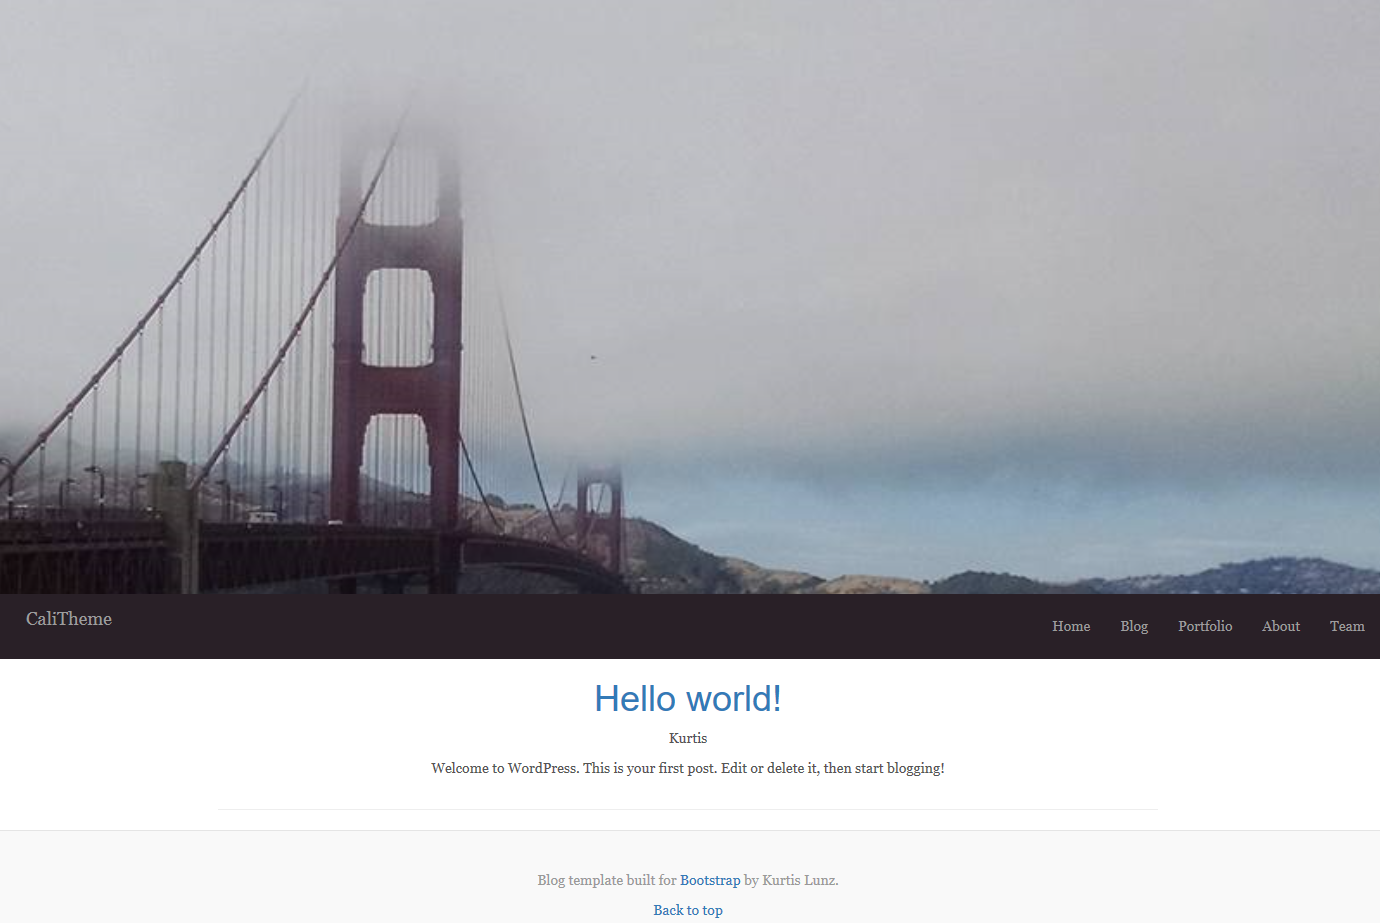 CaliTheme
Home Blog Portfolio About Team
Hello world!
Kurtis
Welcome to WordPress. This is your first post. Edit or delete it, then start blogging!
Blog template built for Bootstrap by Kurtis Lunz.
Back to top